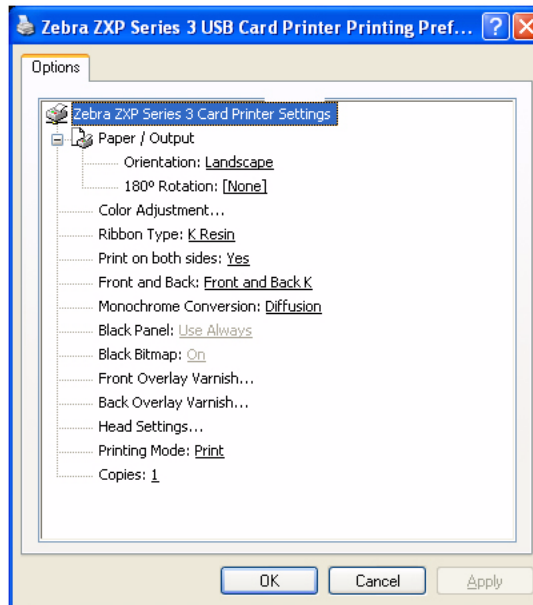 Zebra ZXP Series 3 USB Card Printer Printing Pref...
Options
Zebra ZXP Series 3 Card Printer Settings
Paper / Output
Orientation: Landscape
180º Rotation: [None]
Color Adjustment...
Ribbon Type: K Resin
Print on both sides: Yes
Front and Back: Front and Back K
Monochrome Conversion: Diffusion
Black Panel: Use Always
Black Bitmap: On
Front Overlay Varnish...
Back Overlay Varnish...
Head Settings...
Printing Mode: Print
Copies: 1
OK Cancel Apply